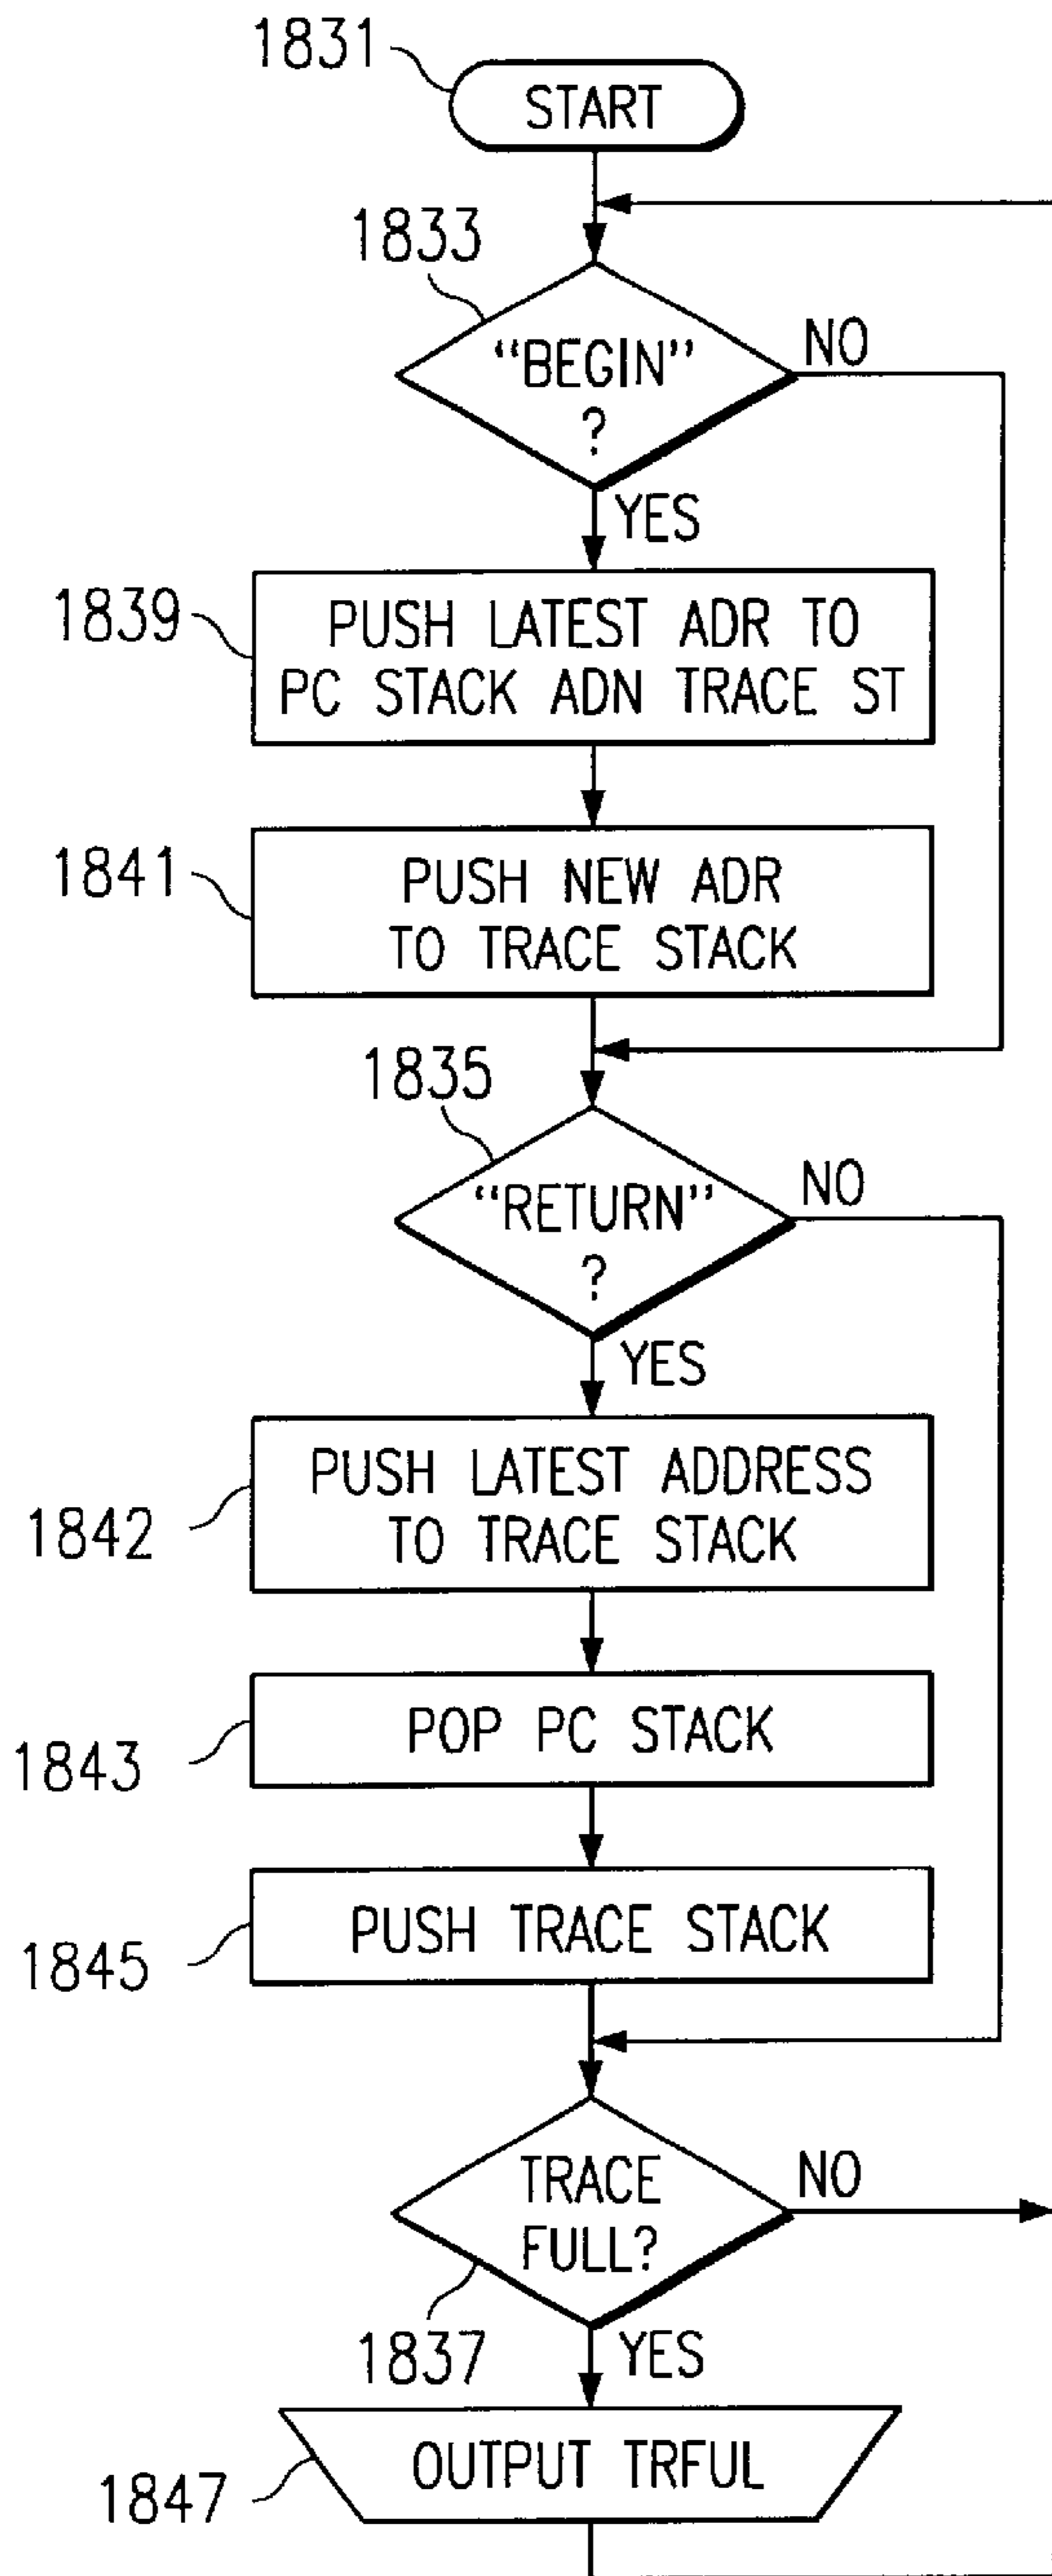 1831
START
1833
"BEGIN"
?
NO
YES
1839
PUSH LATEST ADR TO
PC STACK ADN TRACE ST
1841
PUSH NEW ADR
TO TRACE STACK
1835
"RETURN"
?
NO
YES
PUSH LATEST ADDRESS
TO TRACE STACK
1842
POP PC STACK
1843
PUSH TRACE STACK
1845
TRACE
FULL?
NO
1837
YES
OUTPUT TRFUL
1847